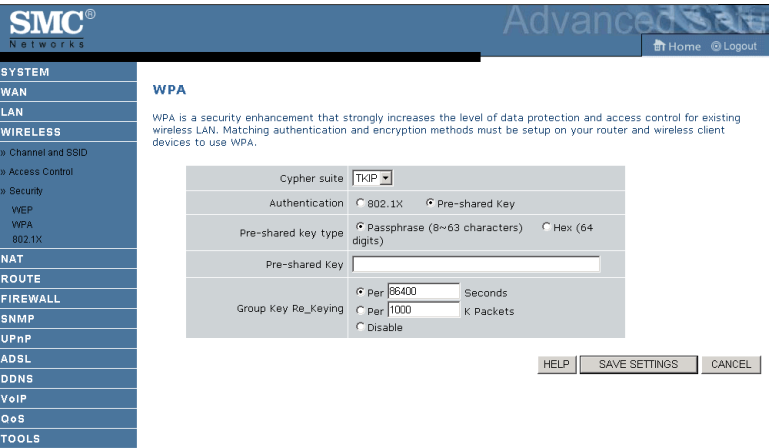 SMC®
Networks
Advanced Setu
Home Logout
SYSTEM
WAN
LAN
WIRELESS
» Channel and SSID
» Access Control
» Security
WEP
WPA
802.1X
NAT
ROUTE
FIREWALL
SNMP
UPnP
ADSL
DDNS
VoIP
QoS
TOOLS
WPA
WPA is a security enhancement that strongly increases the level of data protection and access control for existing
wireless LAN. Matching authentication and encryption methods must be setup on your router and wireless client
devices to use WPA.
Cypher suite TKIP
Authentication 802.1X Pre-shared Key
Pre-shared key type Passphrase (8~63 characters) Hex (64
digits)
Pre-shared Key
Group Key Re_Keying Per 86400 Seconds
Per 1000 K Packets
Disable
HELP SAVE SETTINGS CANCEL